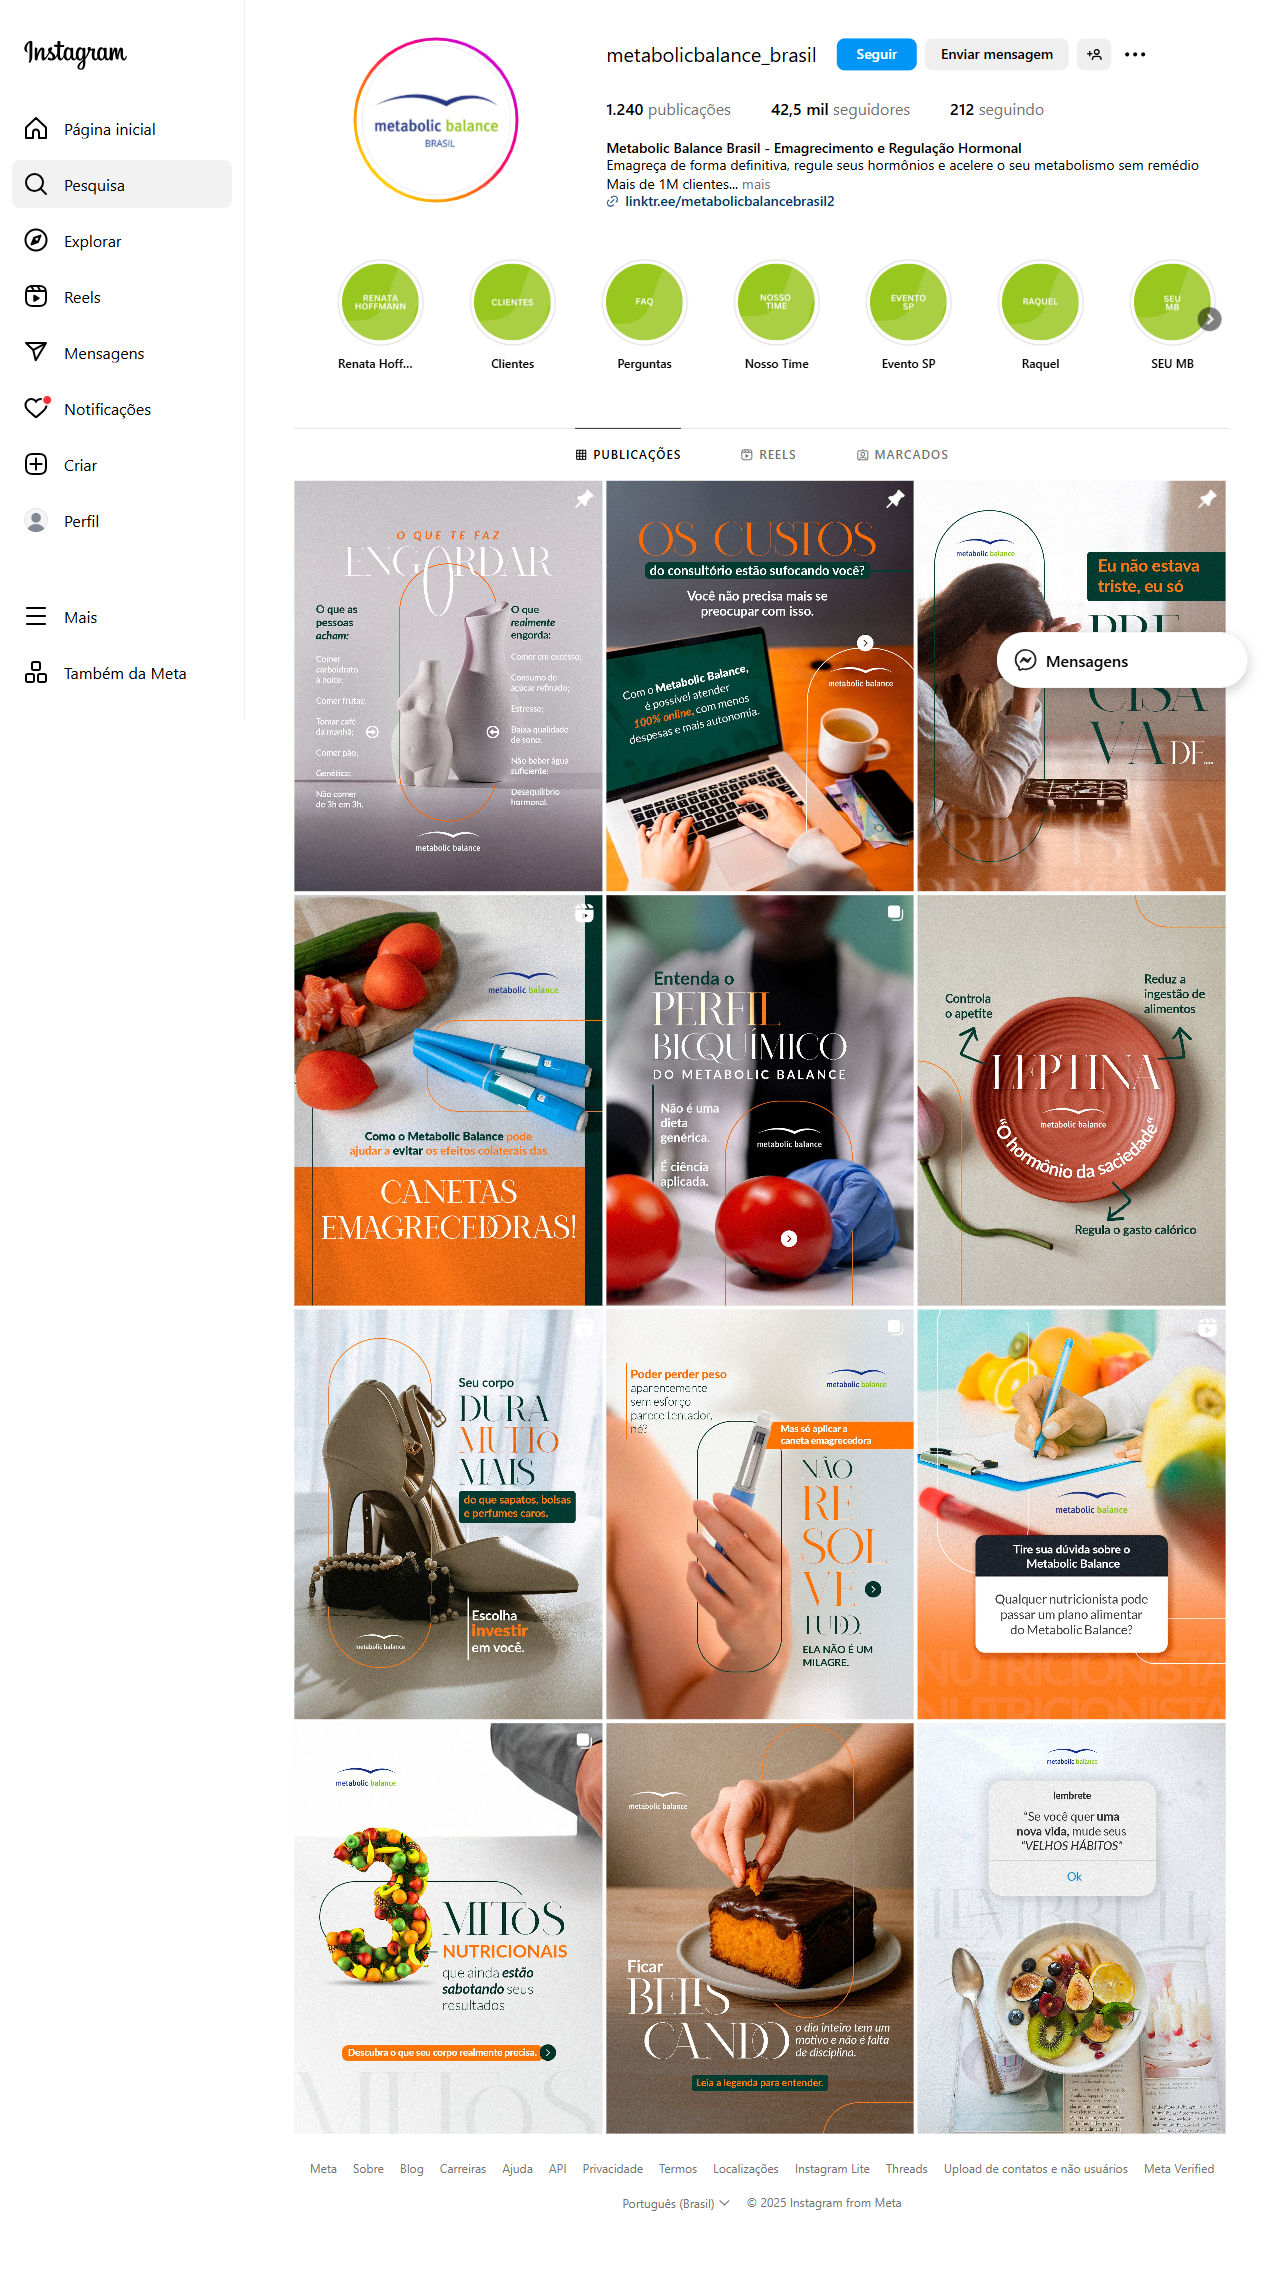 Instagram
Página inicial
Pesquisa
Explorar
Reels
Mensagens
Notificações
Criar
Perfil
Mais
Também da Meta
metabolic balance
BRASIL
metabolicbalance_brasil
Seguir
Enviar mensagem
1.240 publicações
42,5 mil seguidores
212 seguindo
Metabolic Balance Brasil - Emagrecimento e Regulação Hormonal
Emagreça de forma definitiva, regule seus hormônios e acelere o seu metabolismo sem remédio
Mais de 1M clientes... mais
linktr.ee/metabolicbalancebrasil2
RENATA
HOFFMANN
CLIENTES
FAQ
NOSSO
TIME
EVENTO
SP
RAQUEL
SEU
MB
Renata Hoff...
Clientes
Perguntas
Nosso Time
Evento SP
Raquel
SEU MB
PUBLICAÇÕES
REELS
MARCADOS
O QUE TE FAZ
ENGORDAR
O que as
pessoas
acham:
Comer
carboidrato
à noite;
Comer frutas;
Tomar café
da manhã;
Comer pão;
Genética;
Não comer
de 3h em 3h.
O que
realmente
engorda:
Comer em excesso;
Consumo de
açúcar refinado;
Estresse;
Baixa qualidade
de sono;
Não beber água
suficiente;
Desequilíbrio
hormonal.
metabolic balance
OS CUSTOS
do consultório estão sufocando você?
Você não precisa mais se
preocupar com isso.
Com o Metabolic Balance,
é possível atender
100% online, com menos
despesas e mais autonomia.
metabolic balance
metabolic balance
Eu não estava
triste, eu só
PRE
CISA
VA DE...
Mensagens
metabolic balance
Como o Metabolic Balance pode
ajudar a evitar os efeitos colaterais das
CANETAS
EMAGRECEDORAS!
Entenda o
PERFIL
BIOQUÍMICO
DO METABOLIC BALANCE
Não é uma
dieta
genérica.
É ciência
aplicada.
metabolic balance
Controla
o apetite
Reduz a
ingestão de
alimentos
LEPTINA
metabolic balance
"O hormônio da saciedade"
Regula o gasto calórico
Seu corpo
DURA
MUITO
MAIS
do que sapatos, bolsas
e perfumes caros.
Escolha
investir
em você.
metabolic balance
Poder perder peso
aparentemente
sem esforço
parece tentador,
né?
metabolic balance
Mas só aplicar a
caneta emagrecedora
NÃO
RE
SOL
VE
TUDO.
ELA NÃO É UM
MILAGRE.
metabolic balance
Tire sua dúvida sobre o
Metabolic Balance
Qualquer nutricionista pode
passar um plano alimentar
do Metabolic Balance?
NUTRICIONISTA
NUTRICIONISTA
metabolic balance
3 MITOS
NUTRICIONAIS
que ainda estão
sabotando seus
resultados
Descubra o que seu corpo realmente precisa.
MITOS
metabolic balance
Ficar
BELIS
CANDO
o dia inteiro tem um
motivo e não é falta
de disciplina.
Leia a legenda para entender.
metabolic balance
lembrete
"Se você quer uma
nova vida, mude seus
"VELHOS HÁBITOS"
Ok
Meta
Sobre
Blog
Carreiras
Ajuda
API
Privacidade
Termos
Localizações
Instagram Lite
Threads
Upload de contatos e não usuários
Meta Verified
Português (Brasil)
© 2025 Instagram from Meta